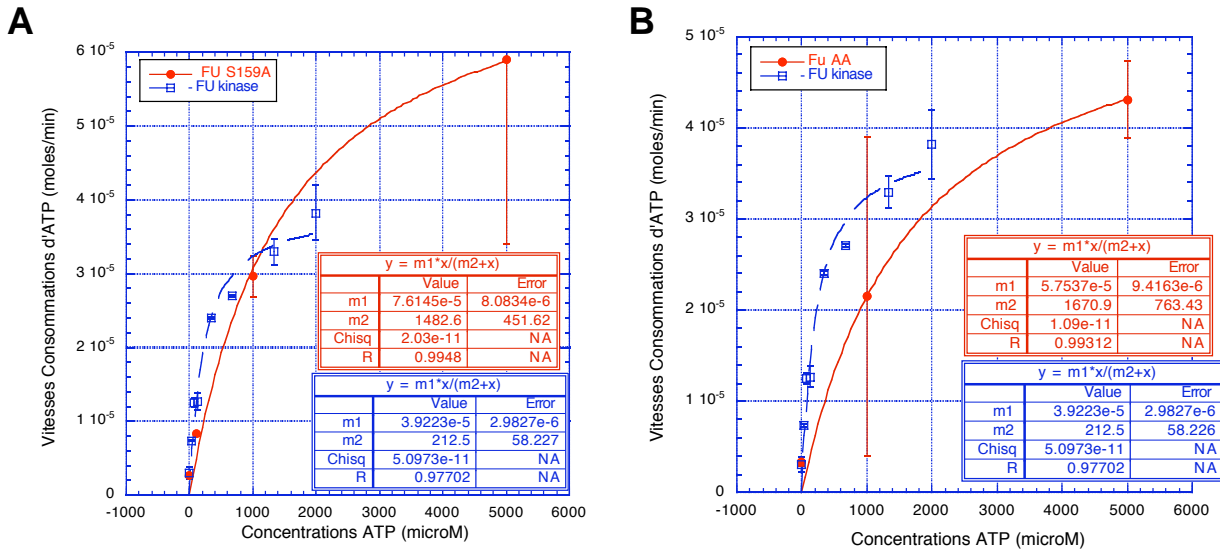 A
Vitesses Consommations d'ATP (moles/min)
6 10-5
5 10-5
4 10-5
3 10-5
2 10-5
1 10-5
0
FU S159A
- FU kinase
y = m1*x/(m2+x)
Value Error
m1 7.6145e-5 8.0834e-6
m2 1482.6 451.62
Chisq 2.03e-11 NA
R 0.9948 NA
y = m1*x/(m2+x)
Value Error
m1 3.9223e-5 2.9827e-6
m2 212.5 58.227
Chisq 5.0973e-11 NA
R 0.97702 NA
-1000 0 1000 2000 3000 4000 5000 6000
Concentrations ATP (microM)
B
Vitesses Consommations d'ATP (moles/min)
5 10-5
4 10-5
3 10-5
2 10-5
1 10-5
0
Fu AA
- FU kinase
y = m1*x/(m2+x)
Value Error
m1 5.7537e-5 9.4163e-6
m2 1670.9 763.43
Chisq 1.09e-11 NA
R 0.99312 NA
y = m1*x/(m2+x)
Value Error
m1 3.9223e-5 2.9827e-6
m2 212.5 58.226
Chisq 5.0973e-11 NA
R 0.97702 NA
-1000 0 1000 2000 3000 4000 5000 6000
Concentrations ATP (microM)